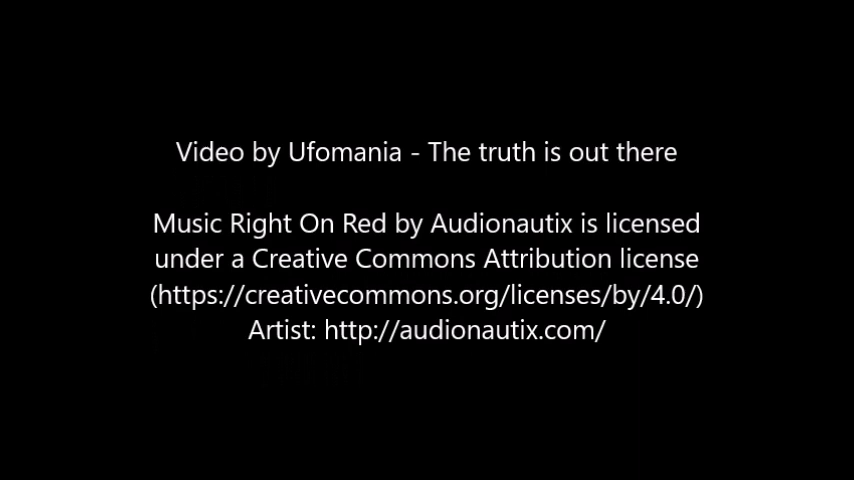 Video by Ufomania - The truth is out there
Music Right On Red by Audionautix is licensed
under a Creative Commons Attribution license
(https://creativecommons.org/licenses/by/4.0/)
Artist: http://audionautix.com/